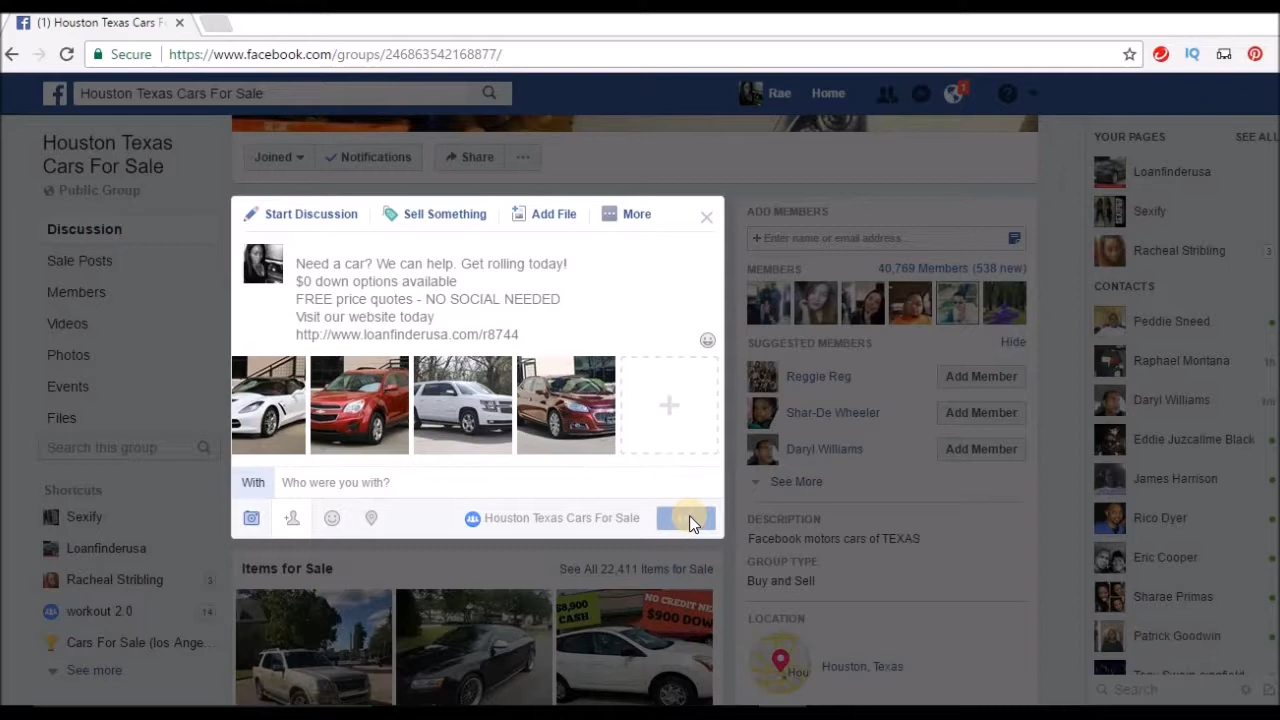 (1) Houston Texas Cars F
Secure
https://www.facebook.com/groups/246863542168877/
IQ
Houston Texas Cars For Sale
Rae
Home
1
Houston Texas
Cars For Sale
Public Group
Discussion
Sale Posts
Members
Videos
Photos
Events
Files
Search this group
Shortcuts
Sexify
Loanfinderusa
Racheal Stribling 3
workout 2.0 14
Cars For Sale (los Ange...
See more
Joined
Notifications
Share
Start Discussion
Sell Something
Add File
More
Need a car? We can help. Get rolling today!
$0 down options available
FREE price quotes - NO SOCIAL NEEDED
Visit our website today
http://www.loanfinderusa.com/r8744
With
Who were you with?
Houston Texas Cars For Sale
Items for Sale
See All 22,411 Items for Sale
$8,900
CASH
NO CREDIT NE
$900 DOW
ADD MEMBERS
+ Enter name or email address...
MEMBERS
40,769 Members (538 new)
SUGGESTED MEMBERS
Hide
Reggie Reg
Add Member
Shar-De Wheeler
Add Member
Daryl Williams
Add Member
See More
DESCRIPTION
Facebook motors cars of TEXAS
GROUP TYPE
Buy and Sell
LOCATION
Hou
Houston, Texas
YOUR PAGES
SEE ALL
Loanfinderusa
Sexify
Racheal Stribling 3
CONTACTS
Peddie Sneed
Raphael Montana
Daryl Williams
Eddie Juzcalime Black
James Harrison
Rico Dyer
Eric Cooper
Sharae Primas
Patrick Goodwin
Search